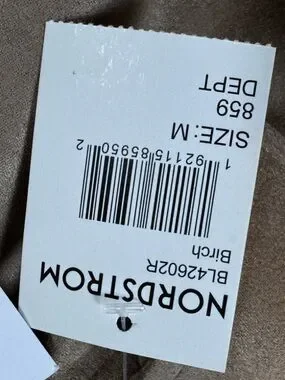 NORDSTROM
BL42602R
Birch
1 92115 85950 2
SIZE: M
859
DEPT